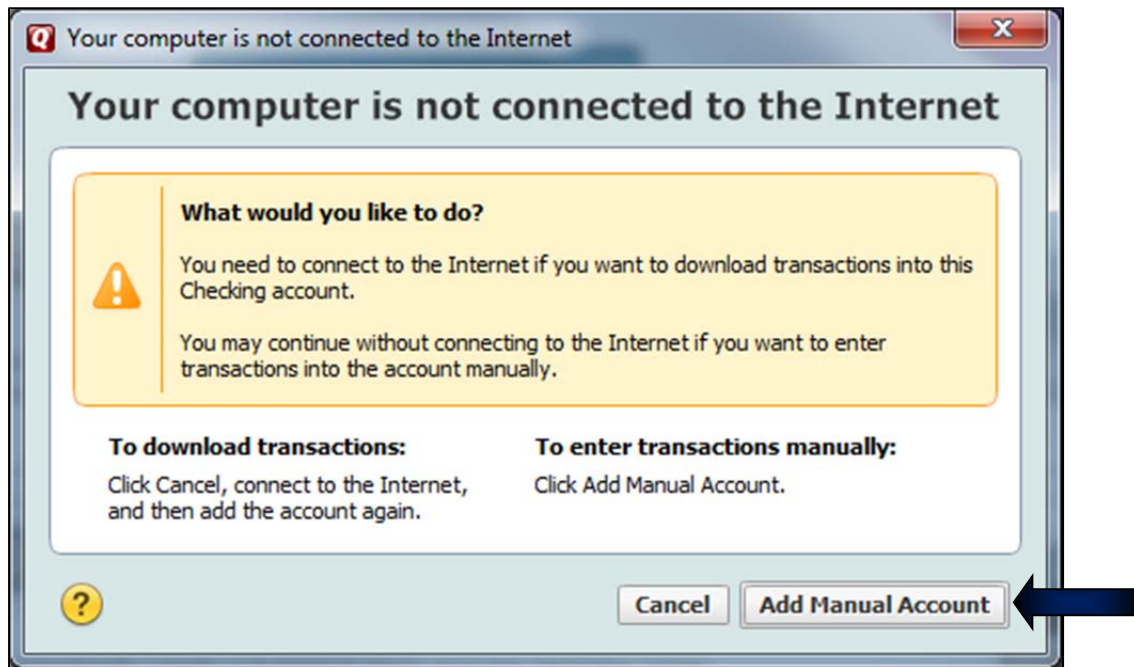 Your computer is not connected to the Internet
Your computer is not connected to the Internet
What would you like to do?
You need to connect to the Internet if you want to download transactions into this
Checking account.
You may continue without connecting to the Internet if you want to enter
transactions into the account manually.
To download transactions:
Click Cancel, connect to the Internet,
and then add the account again.
To enter transactions manually:
Click Add Manual Account.
?
Cancel
Add Manual Account